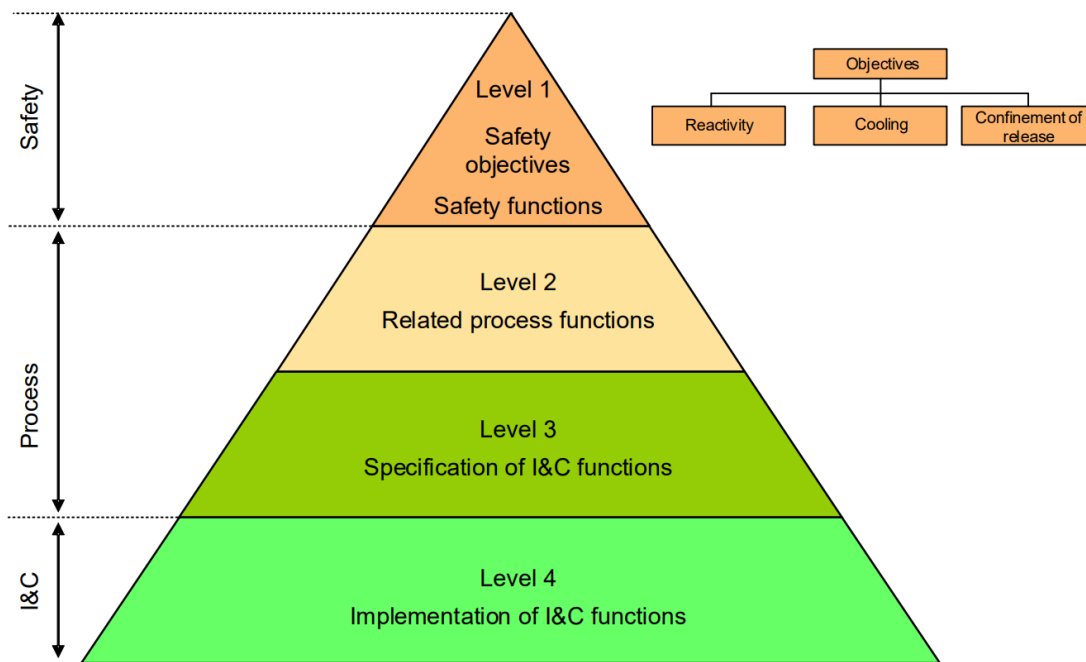 Safety
Process
I&C
Level 1
Safety
objectives
Safety functions
Level 2
Related process functions
Level 3
Specification of I&C functions
Level 4
Implementation of I&C functions
Objectives
Reactivity
Cooling
Confinement of
release